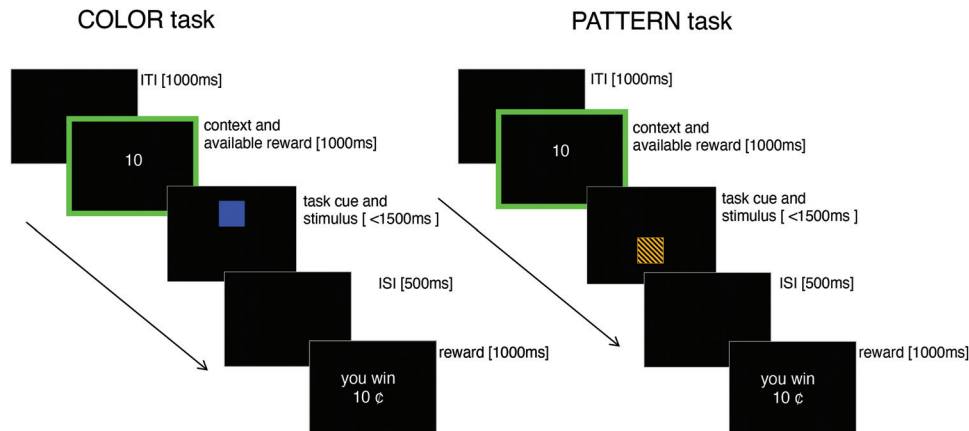 COLOR task
ITI [1000ms]
context and
available reward [1000ms]
10
task cue and
stimulus [ <1500ms ]
ISI [500ms]
reward [1000ms]
you win
10 ¢
PATTERN task
ITI [1000ms]
context and
available reward [1000ms]
10
task cue and
stimulus [ <1500ms ]
ISI [500ms]
reward [1000ms]
you win
10 ¢